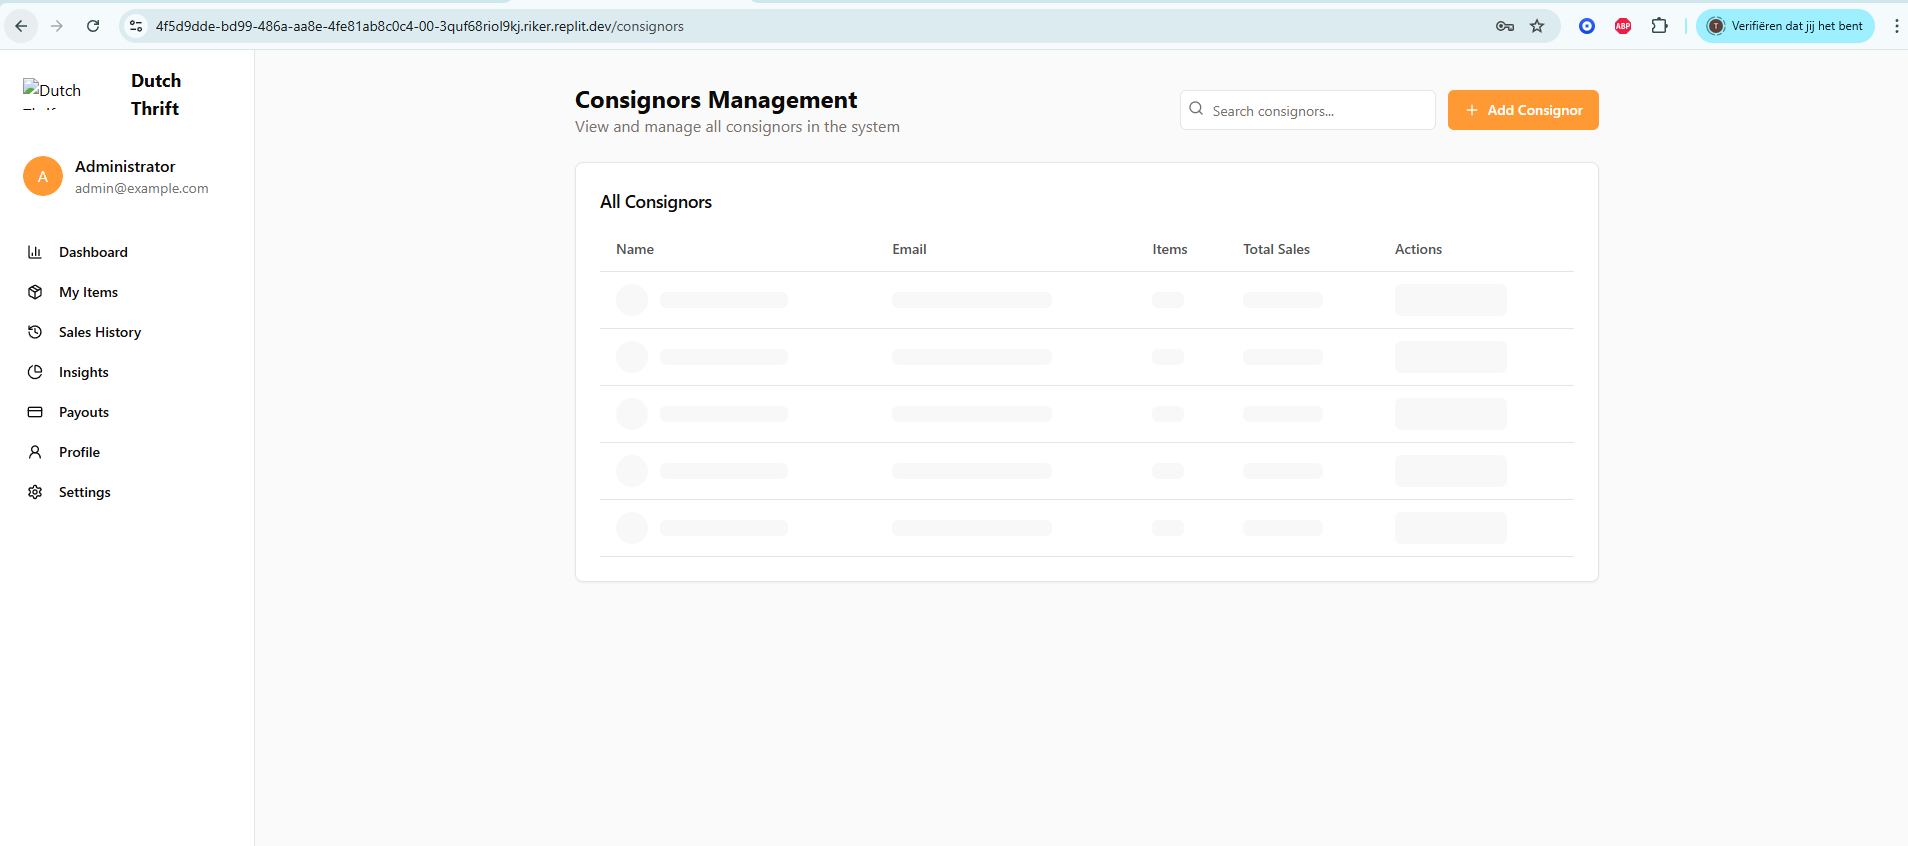 4f5d9dde-bd99-486a-aa8e-4fe81ab8c0c4-00-3quf68riol9kj.riker.replit.dev/consignors
ABP
T
Verifiëren dat jij het bent
Dutch
Dutch
Thrift
A
Administrator
admin@example.com
Dashboard
My Items
Sales History
Insights
Payouts
Profile
Settings
Consignors Management
View and manage all consignors in the system
Search consignors...
+ Add Consignor
All Consignors
Name Email Items Total Sales Actions